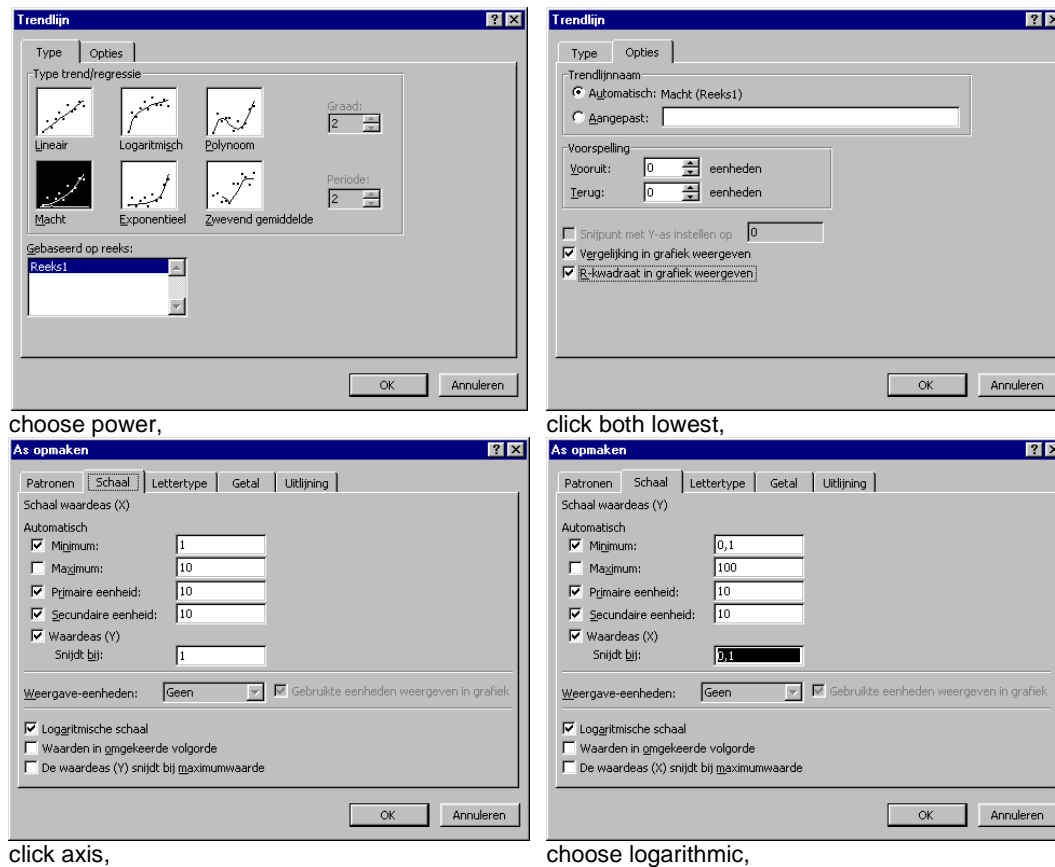 Trendlijn
Type Opties
Type trend/regressie
Lineair Logaritmisch Polynoom
Graad:
2
Macht Exponentieel Zwevend gemiddelde
Periode:
2
Gebaseerd op reeks:
Reeks1
OK Annuleren
choose power,
Trendlijn
Type Opties
Trendlijnnaam
Automatisch: Macht (Reeks1)
Aangepast:
Voorspelling
Vooruit: 0 eenheden
Terug: 0 eenheden
Snijpunt met Y-as instellen op 0
Vergelijking in grafiek weergeven
R-kwadraat in grafiek weergeven
OK Annuleren
click both lowest,
As opmaken
Patronen Schaal Lettertype Getal Uitlijning
Schaal waardeas (X)
Automatisch
Minimum: 1
Maximum: 10
Primaire eenheid: 10
Secundaire eenheid: 10
Waardeas (Y)
Snijdt bij: 1
Weergave-eenheden: Geen Gebruikte eenheden weergeven in grafiek
Logaritmische schaal
Waarden in omgekeerde volgorde
De waardeas (Y) snijdt bij maximumwaarde
OK Annuleren
click axis,
As opmaken
Patronen Schaal Lettertype Getal Uitlijning
Schaal waardeas (Y)
Automatisch
Minimum: 0,1
Maximum: 100
Primaire eenheid: 10
Secundaire eenheid: 10
Waardeas (X)
Snijdt bij: 0,1
Weergave-eenheden: Geen Gebruikte eenheden weergeven in grafiek
Logaritmische schaal
Waarden in omgekeerde volgorde
De waardeas (X) snijdt bij maximumwaarde
OK Annuleren
choose logarithmic,